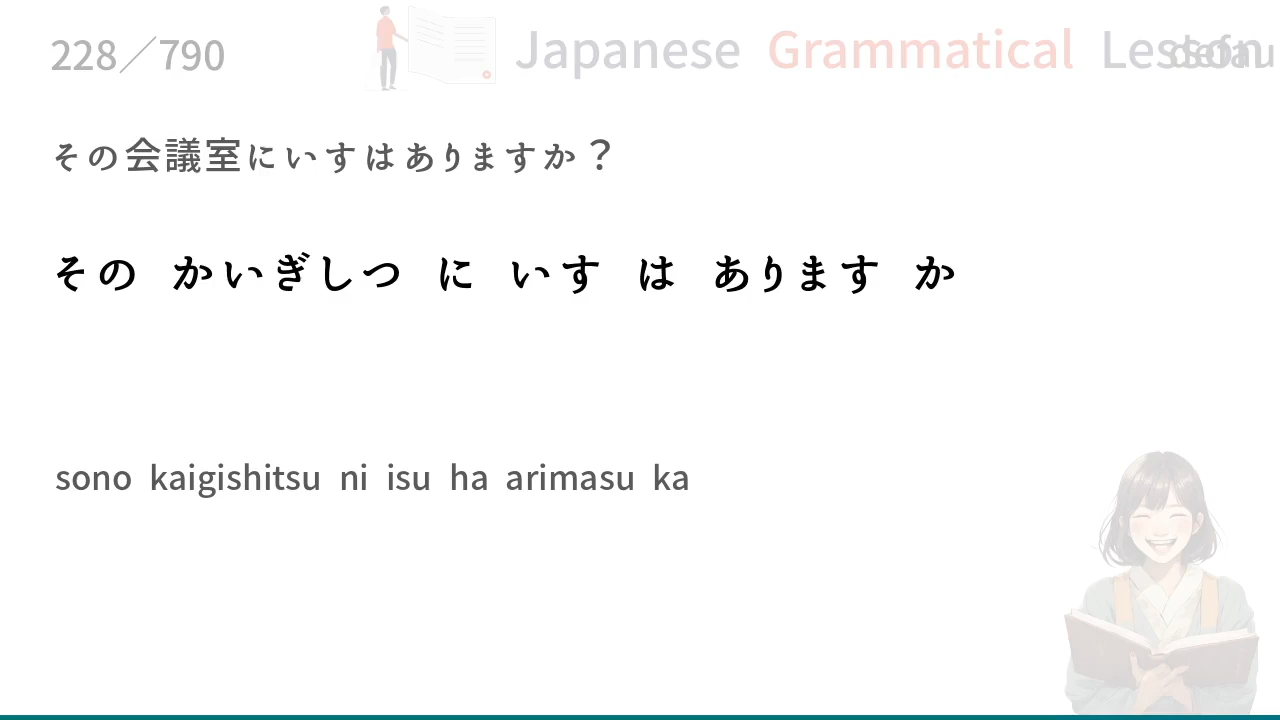 228／790
Japanese Grammatical Lesson
defau
その会議室にいすはありますか？
その かいぎしつ に いす は あります か
sono kaigishitsu ni isu ha arimasu ka